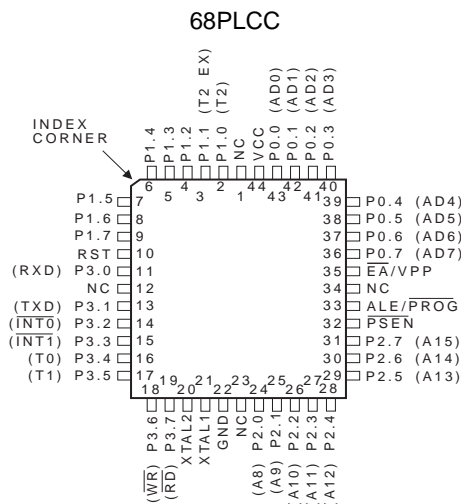 68PLCC
INDEX
CORNER
P1.4
P1.3
P1.2
P1.1 (T2 EX)
P1.0 (T2)
NC
VCC
P0.0 (AD0)
P0.1 (AD1)
P0.2 (AD2)
P0.3 (AD3)
6
5
4
3
2
1
44
43
42
41
40
P1.5 7
P1.6 8
P1.7 9
RST 10
(RXD) P3.0 11
NC 12
(TXD) P3.1 13
(INT0) P3.2 14
(INT1) P3.3 15
(T0) P3.4 16
(T1) P3.5 17
39 P0.4 (AD4)
38 P0.5 (AD5)
37 P0.6 (AD6)
36 P0.7 (AD7)
35 EA/VPP
34 NC
33 ALE/PROG
32 PSEN
31 P2.7 (A15)
30 P2.6 (A14)
29 P2.5 (A13)
18
19
20
21
22
23
24
25
26
27
28
(WR) P3.6
(RD) P3.7
XTAL2
XTAL1
GND
NC
(A8) P2.0
(A9) P2.1
(A10) P2.2
(A11) P2.3
(A12) P2.4